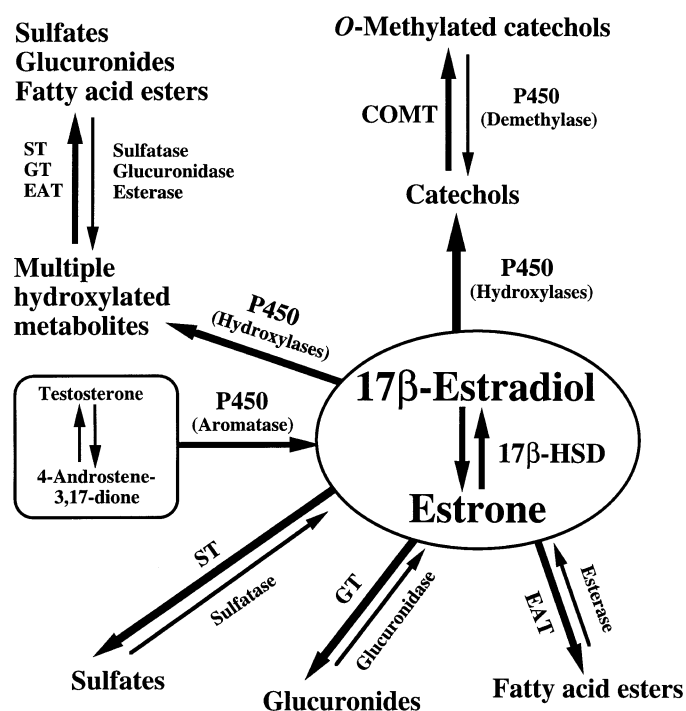 Sulfates
Glucuronides
Fatty acid esters
ST
GT
EAT
Sulfatase
Glucuronidase
Esterase
Multiple
hydroxylated
metabolites
O-Methylated catechols
COMT
P450
(Demethylase)
Catechols
P450
(Hydroxylases)
P450
(Hydroxylases)
Testosterone
4-Androstene-
3,17-dione
P450
(Aromatase)
17β-Estradiol
17β-HSD
Estrone
ST
Sulfatase
Sulfates
GT
Glucuronidase
Glucuronides
EAT
Esterase
Fatty acid esters